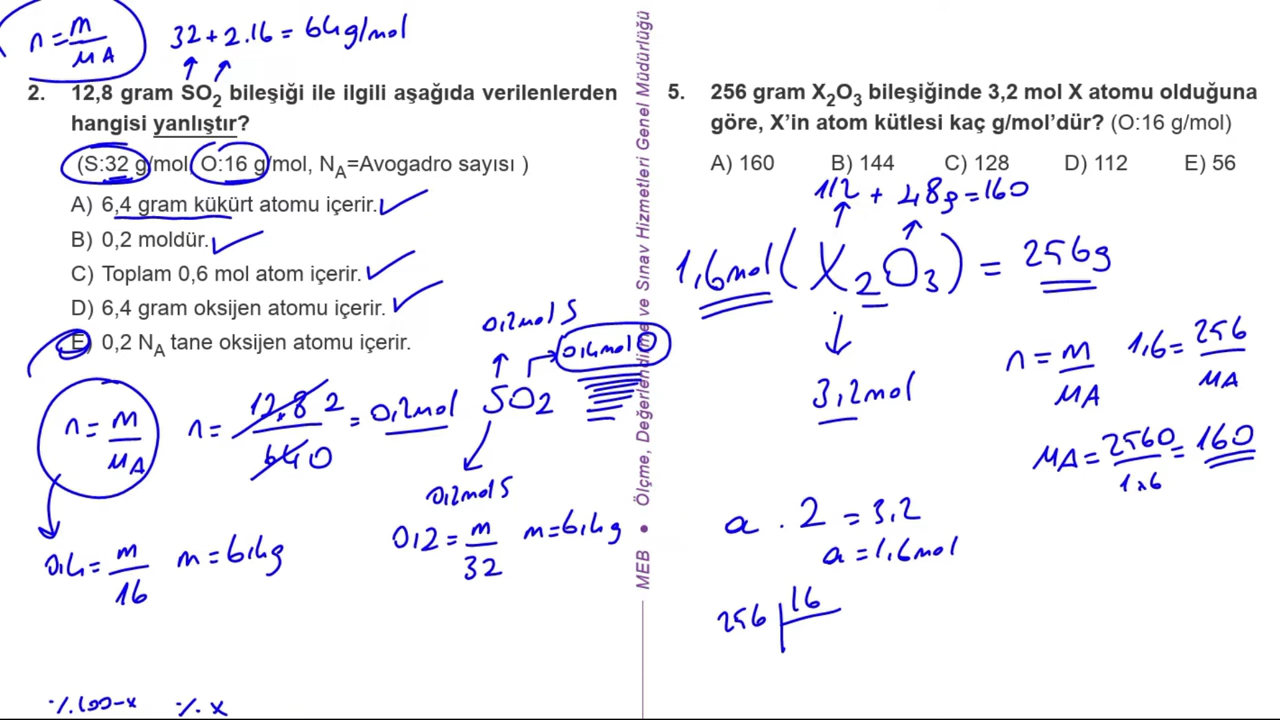 n = m/MA
32 + 2.16 = 64 g/mol
2. 12,8 gram SO2 bileşiği ile ilgili aşağıda verilenlerden
hangisi yanlıştır?
(S:32 g/mol, O:16 g/mol, NA=Avogadro sayısı )
A) 6,4 gram kükürt atomu içerir.
B) 0,2 moldür.
C) Toplam 0,6 mol atom içerir.
D) 6,4 gram oksijen atomu içerir.
E) 0,2 NA tane oksijen atomu içerir.
0,2 mol S
0,4 mol O
n = m/MA
n = 12,8 2/640 = 0,2 mol
SO2
0,2 mol S
0,2 = m/32 m = 6,4 g
0,4 = m/16 m = 6,4 g
%100-x %x
MEB ● Ölçme, Değerlendirme ve Sınav Hizmetleri Genel Müdürlüğü
5. 256 gram X2O3 bileşiğinde 3,2 mol X atomu olduğuna
göre, X’in atom kütlesi kaç g/mol’dür? (O:16 g/mol)
A) 160 B) 144 C) 128 D) 112 E) 56
112 + 48 g = 160
1,6 mol (X2O3) = 256 g
3,2 mol
n = m/MA 1,6 = 256/MA
MA = 2560/1x6 = 160
a . 2 = 3,2
a = 1,6 mol
256 | 16